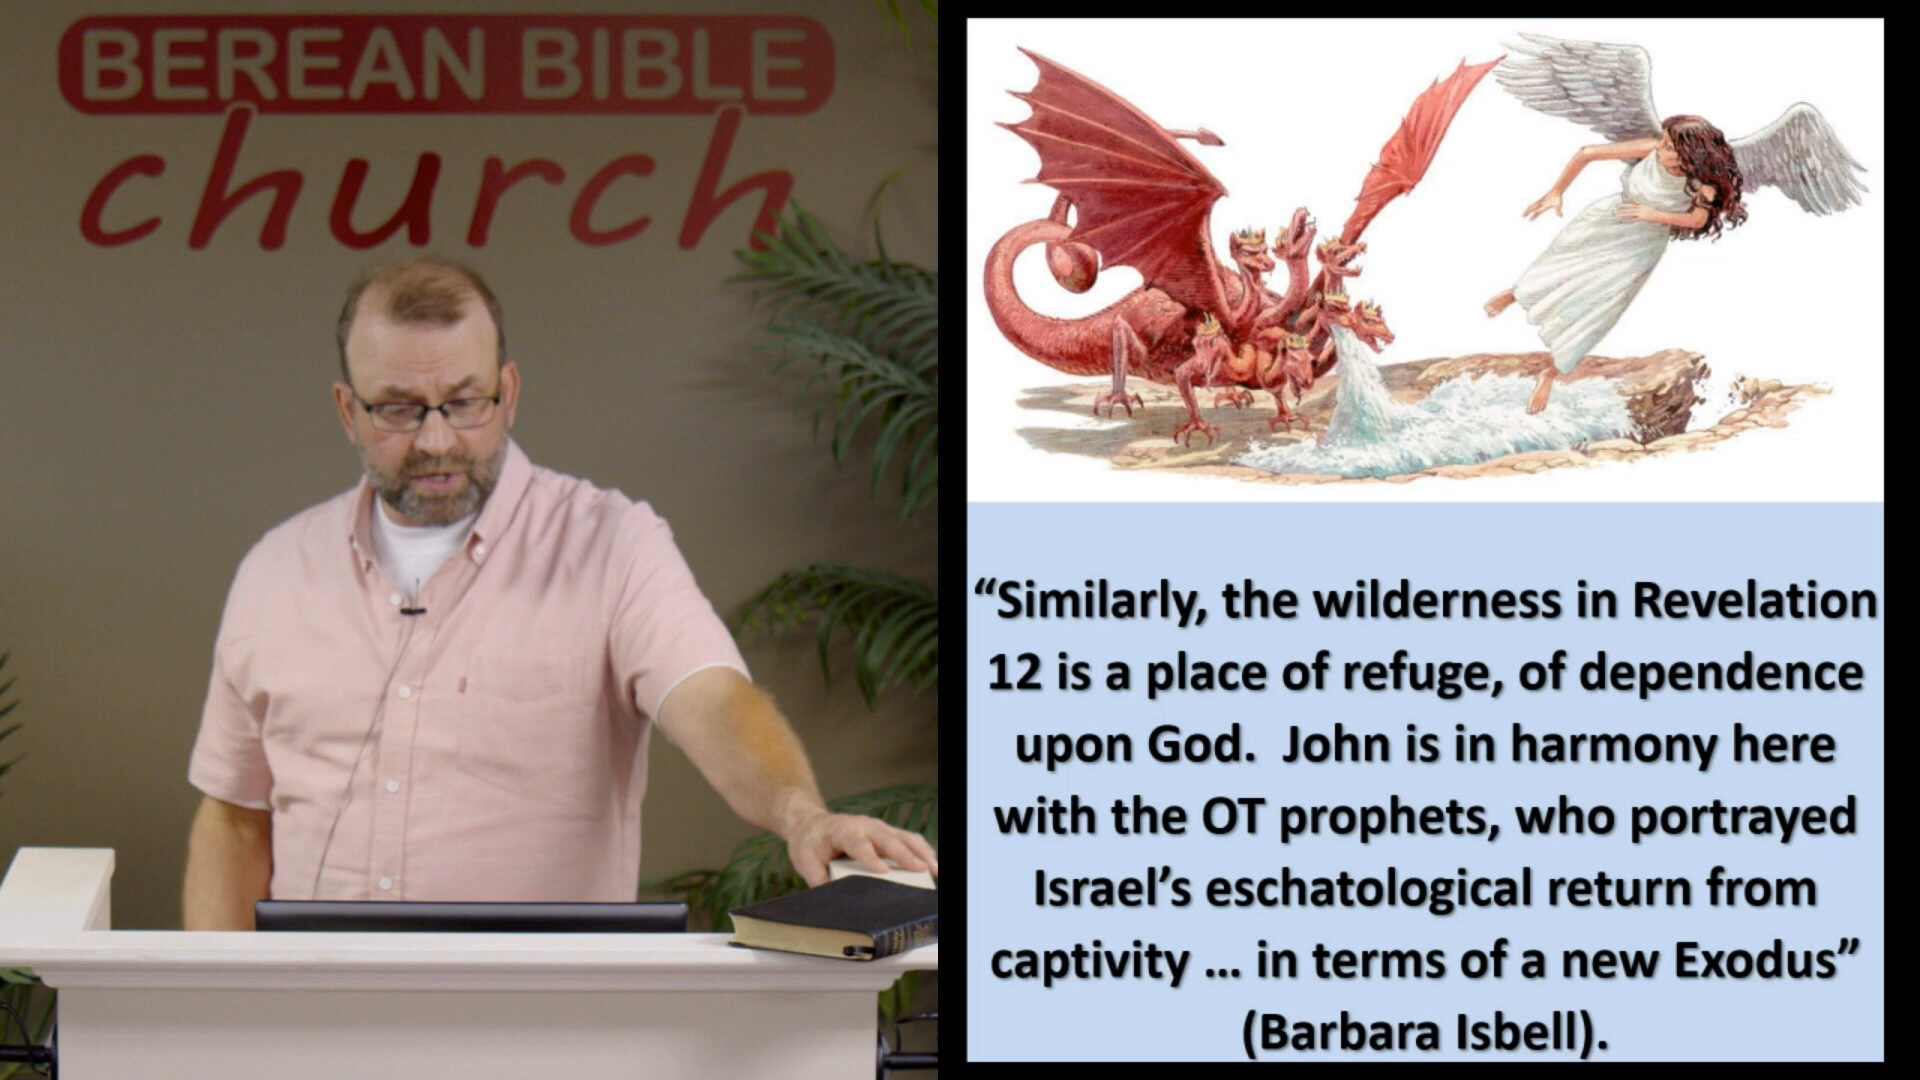 BEREAN BIBLE
church
“Similarly, the wilderness in Revelation
12 is a place of refuge, of dependence
upon God.  John is in harmony here
with the OT prophets, who portrayed
Israel’s eschatological return from
captivity ... in terms of a new Exodus”
(Barbara Isbell).